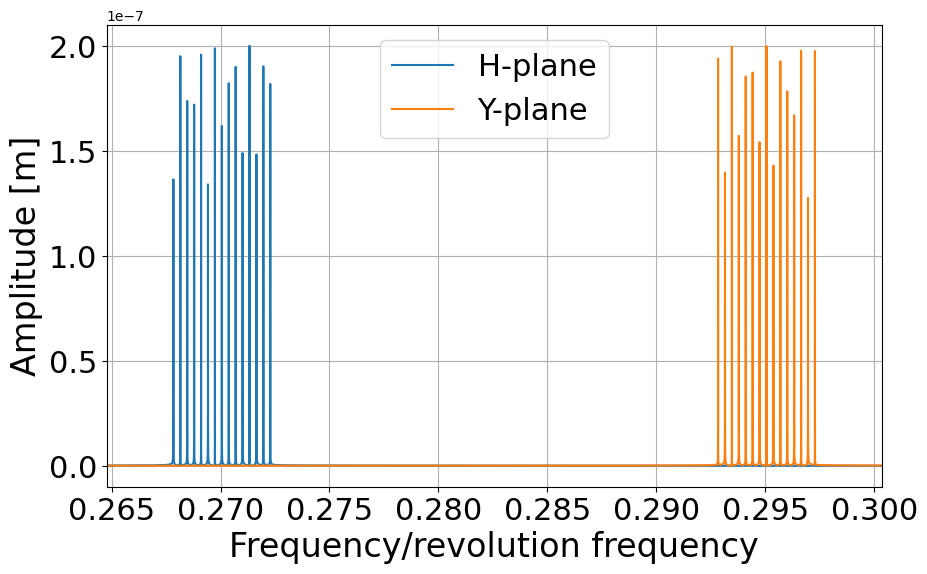 1e−7
2.0
1.5
1.0
0.5
0.0
Amplitude [m]
H-plane
Y-plane
0.265 0.270 0.275 0.280 0.285 0.290 0.295 0.300
Frequency/revolution frequency